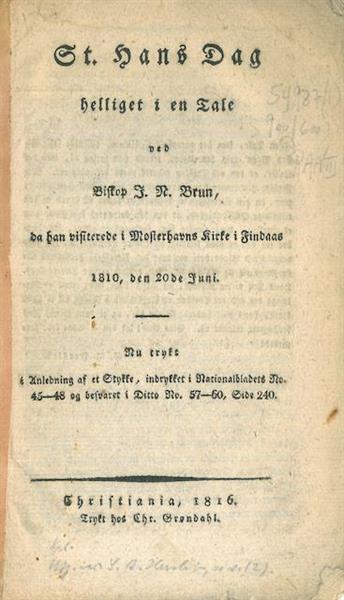 St. Hans Dag
helliget i en Tale
ved
Biskop J. N. Brun,
da han visiterede i Mosterhavns Kirke i Findaas
1810, den 20de Juni.
Nu trykt
i Anledning af et Stykke, indrykket i Nationalbladets No.
45—48 og besvaret i Ditto No. 57—60, Side 240.
Christiania, 1816.
Trykt hos Chr. Grøndahl.